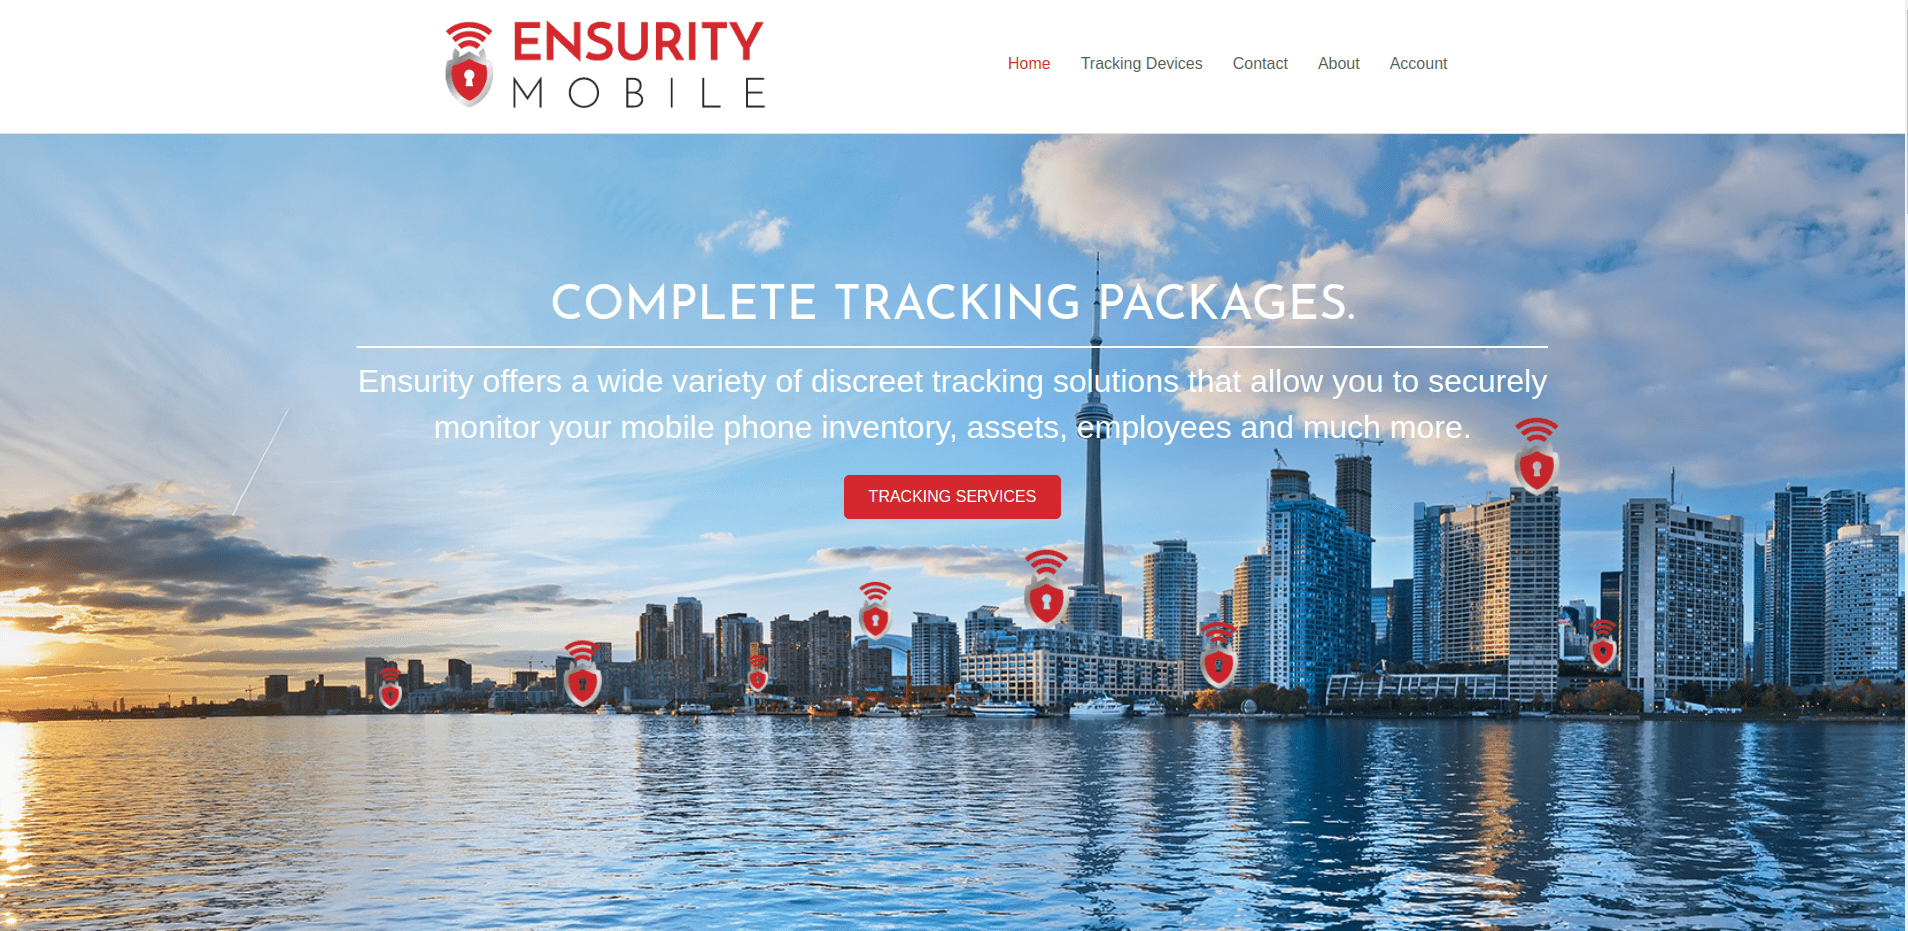 ENSURITY
MOBILE
Home
Tracking Devices
Contact
About
Account
COMPLETE TRACKING PACKAGES.
Ensurity offers a wide variety of discreet tracking solutions that allow you to securely
monitor your mobile phone inventory, assets, employees and much more.
TRACKING SERVICES